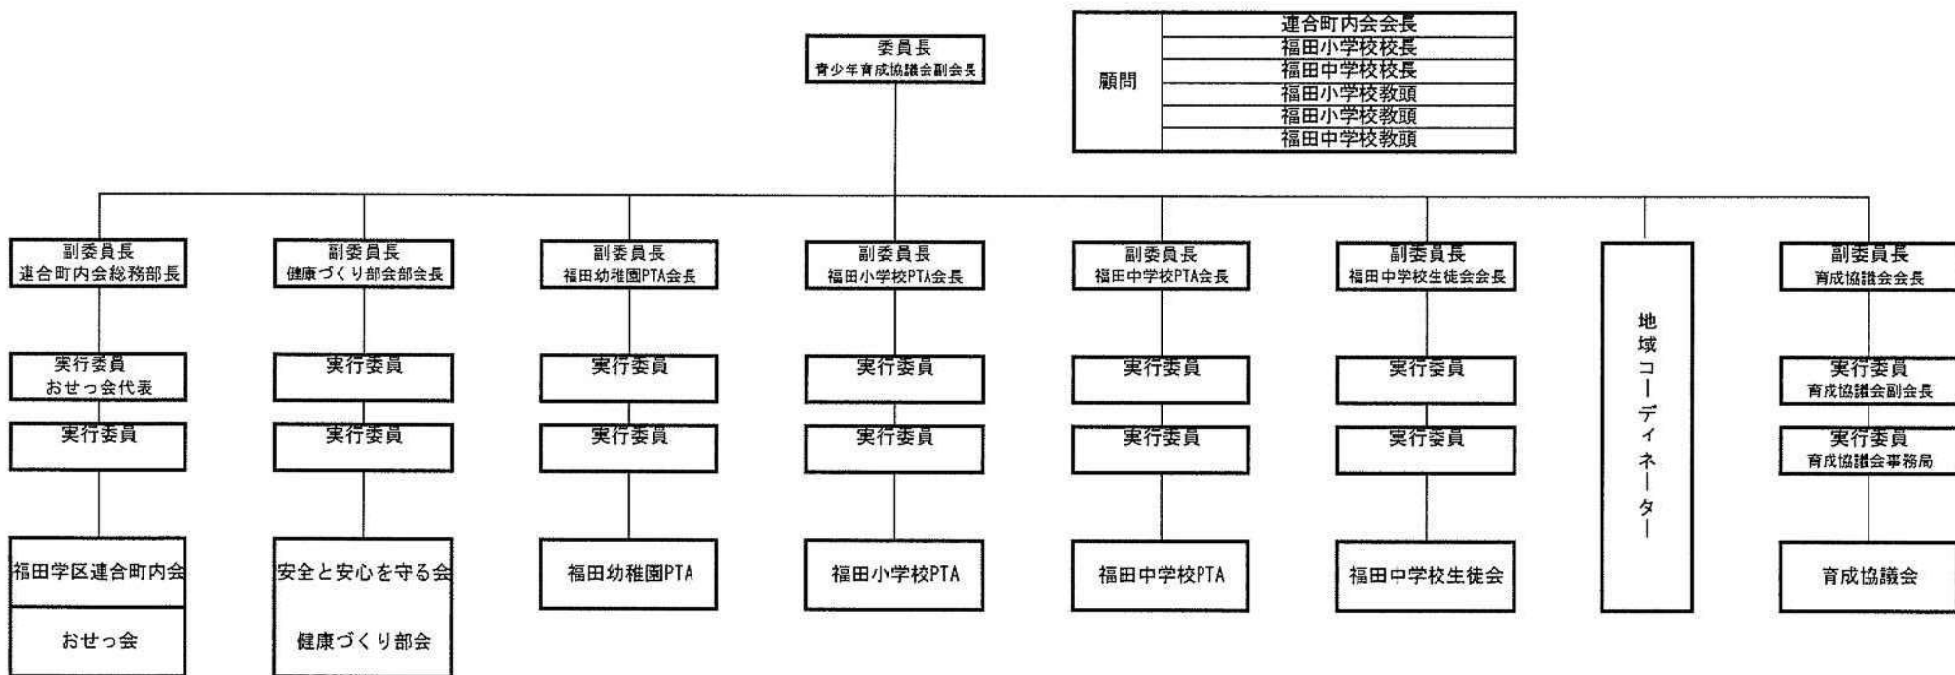 委員長
青少年育成協議会副会長
顧問
連合町内会会長
福田小学校校長
福田中学校校長
福田小学校教頭
福田小学校教頭
福田中学校教頭
副委員長
連合町内会総務部長
副委員長
健康づくり部会部会長
副委員長
福田幼稚園PTA会長
副委員長
福田小学校PTA会長
副委員長
福田中学校PTA会長
副委員長
福田中学校生徒会会長
地域コーディネーター
副委員長
育成協議会会長
実行委員
おせっ会代表
実行委員
実行委員
実行委員
実行委員
実行委員
実行委員
育成協議会副会長
実行委員
実行委員
実行委員
実行委員
実行委員
実行委員
実行委員
育成協議会事務局
福田学区連合町内会
おせっ会
安全と安心を守る会
健康づくり部会
福田幼稚園PTA
福田小学校PTA
福田中学校PTA
福田中学校生徒会
育成協議会